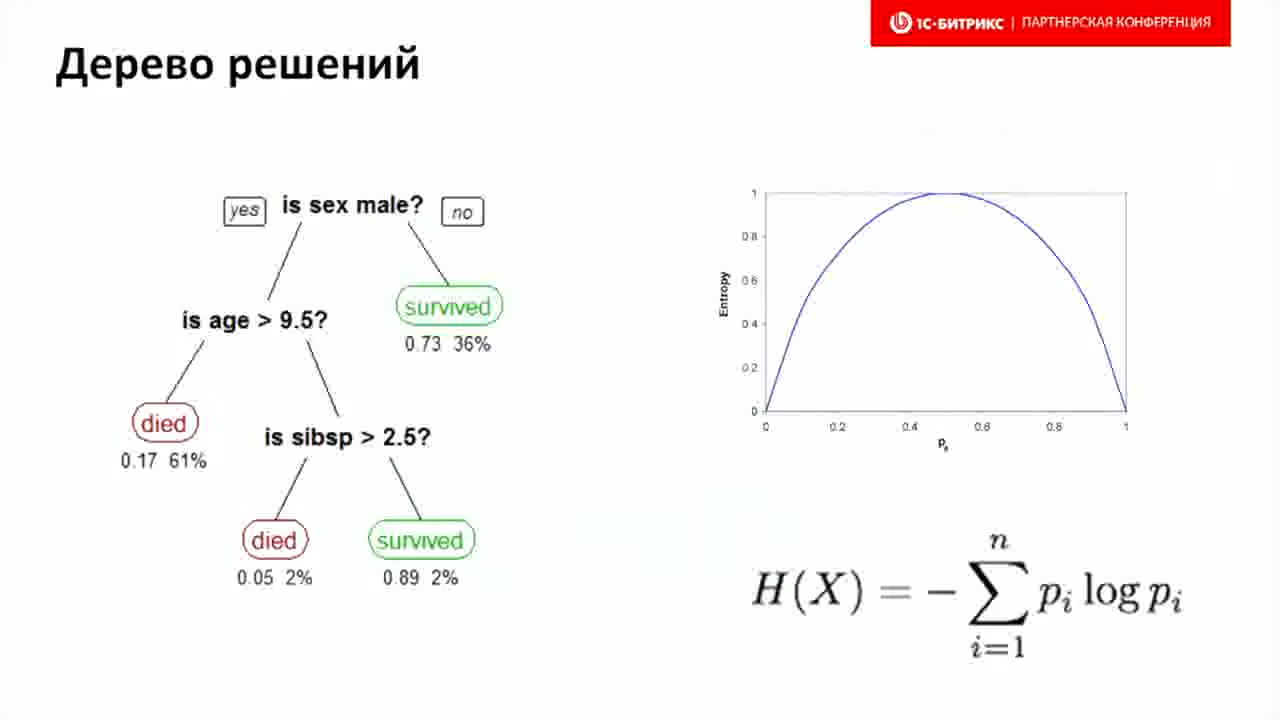 1С-БИТРИКС | ПАРТНЕРСКАЯ КОНФЕРЕНЦИЯ
Дерево решений
yes is sex male? no
survived
0.73 36%
is age > 9.5?
died
0.17 61%
is sibsp > 2.5?
died
0.05 2%
survived
0.89 2%
1
0.8
0.6
0.4
0.2
0
Entropy
0 0.2 0.4 0.6 0.8 1
H(X) = − ∑ᵢ₌₁ⁿ pᵢ log pᵢ